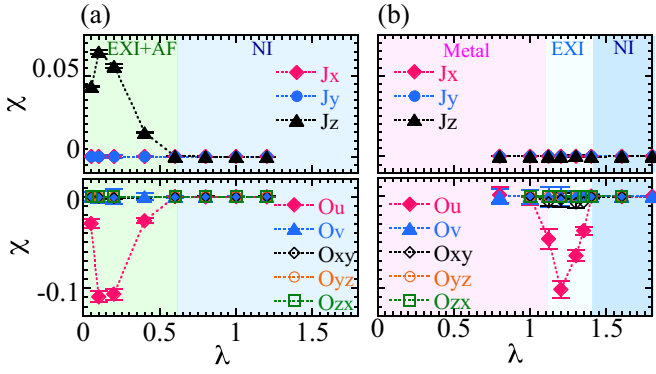 (a)
(b)
EXI+AF
NI
Metal
EXI
NI
0.05
χ
0
Jx
Jy
Jz
Jx
Jy
Jz
0
χ
-0.1
Ou
Ov
Oxy
Oyz
Ozx
Ou
Ov
Oxy
Oyz
Ozx
0 0.5 1 1.5
0 0.5 1 1.5
λ
λ